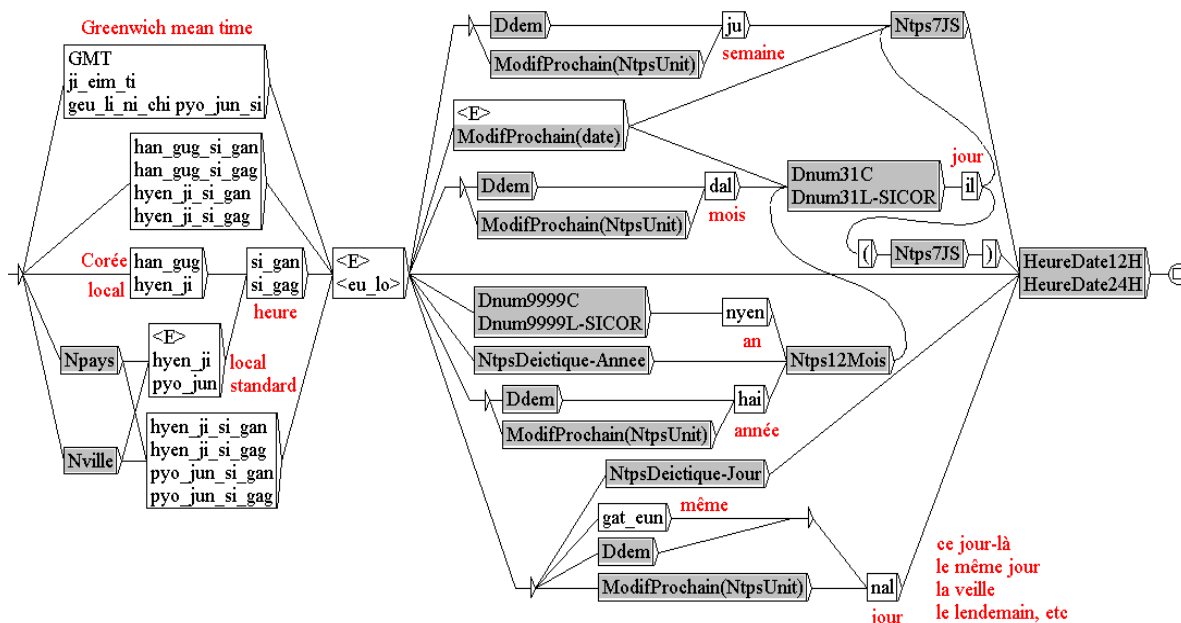 Greenwich mean time
GMT
ji_eim_ti
geu_li_ni_chi pyo_jun_si
han_gug_si_gan
han_gug_si_gag
hyen_ji_si_gan
hyen_ji_si_gag
Corée
local
han_gug
hyen_ji
si_gan
si_gag
heure
Npays
Nville
<E>
hyen_ji
pyo_jun
local
standard
hyen_ji_si_gan
hyen_ji_si_gag
pyo_jun_si_gan
pyo_jun_si_gag
<E>
<eu_lo>
Ddem
ModifProchain(NtpsUnit)
ju
semaine
Ntps7JS
<E>
ModifProchain(date)
Ddem
ModifProchain(NtpsUnit)
dal
mois
Dnum31C
Dnum31L-SICOR
jour
il
(
Ntps7JS
)
Dnum9999C
Dnum9999L-SICOR
nyen
an
NtpsDeictique-Annee
Ntps12Mois
Ddem
ModifProchain(NtpsUnit)
hai
année
NtpsDeictique-Jour
gat_eun
même
Ddem
ModifProchain(NtpsUnit)
nal
jour
ce jour-là
le même jour
la veille
le lendemain, etc
HeureDate12H
HeureDate24H